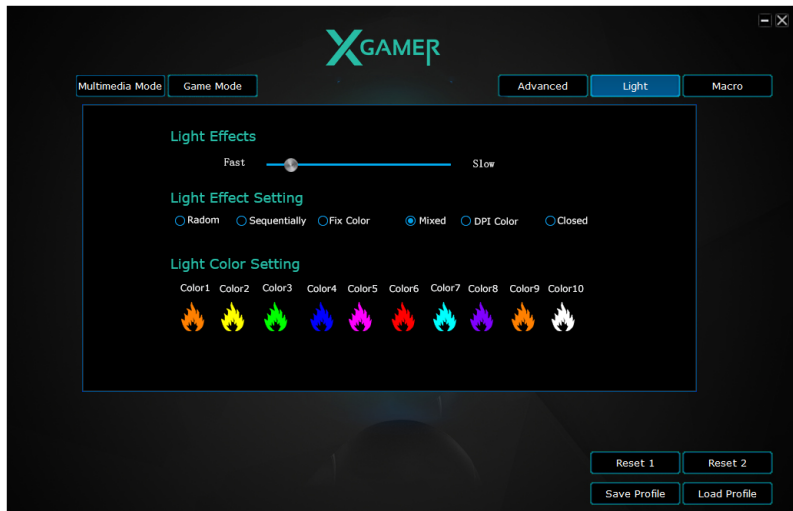 XGAMER
Multimedia Mode Game Mode Advanced Light Macro
Light Effects
Fast Slow
Light Effect Setting
Radom Sequentially Fix Color Mixed DPI Color Closed
Light Color Setting
Color1 Color2 Color3 Color4 Color5 Color6 Color7 Color8 Color9 Color10
Reset 1 Reset 2
Save Profile Load Profile